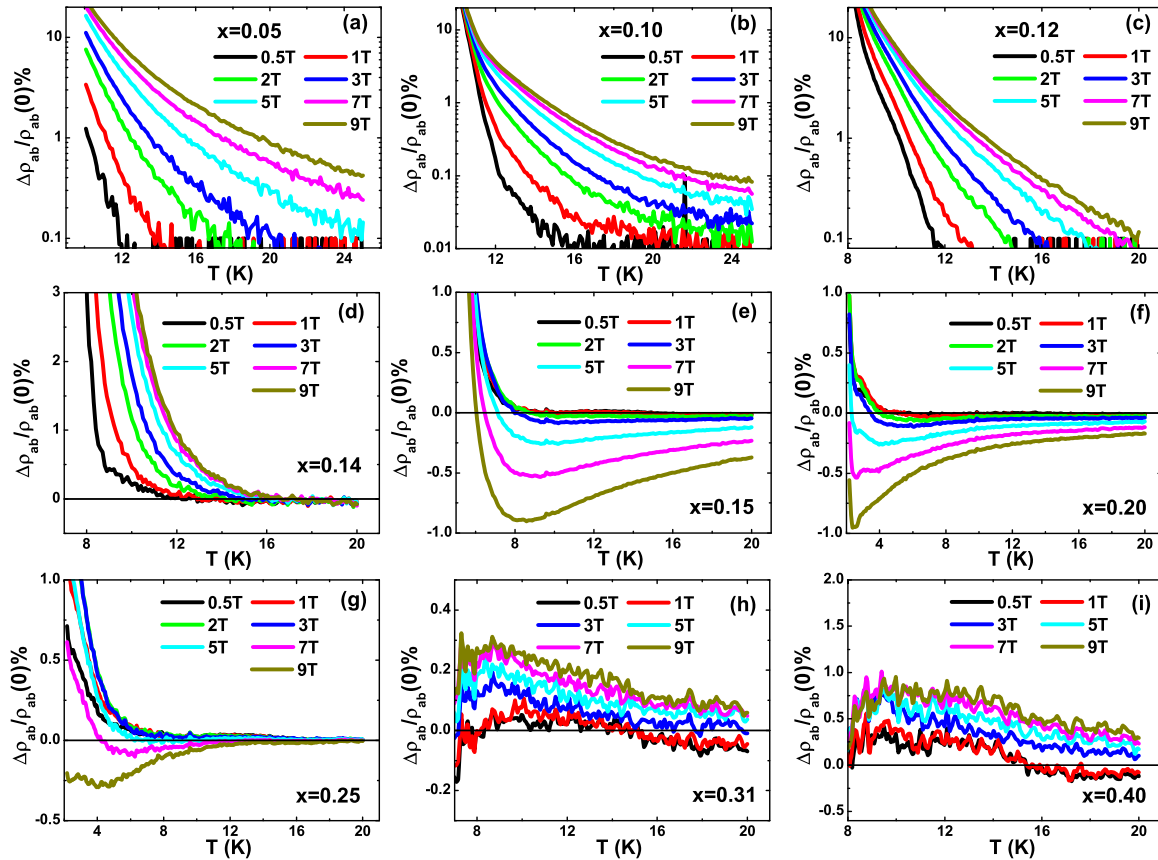 (a)
x=0.05
0.5T 1T
2T 3T
5T 7T
9T
10
1
0.1
12 16 20 24
T (K)
Δρab/ρab(0)%
(b)
x=0.10
0.5T 1T
2T 3T
5T 7T
9T
10
1
0.1
0.01
15 20 25
T (K)
Δρab/ρab(0)%
(c)
x=0.12
0.5T 1T
2T 3T
5T 7T
9T
10
1
0.1
8 12 16 20
T (K)
Δρab/ρab(0)%
(d)
0.5T 1T
2T 3T
5T 7T
9T
x=0.14
3
2
1
0
8 12 16 20
T (K)
Δρab/ρab(0)%
(e)
0.5T 1T
2T 3T
5T 7T
9T
x=0.15
1.0
0.5
0.0
-0.5
-1.0
8 12 16 20
T (K)
Δρab/ρab(0)%
(f)
0.5T 1T
2T 3T
5T 7T
9T
x=0.20
1.0
0.5
0.0
-0.5
-1.0
4 8 12 16 20
T (K)
Δρab/ρab(0)%
(g)
0.5T 1T
2T 3T
5T 7T
9T
x=0.25
1.0
0.5
0.0
-0.5
4 8 12 16 20
T (K)
Δρab/ρab(0)%
(h)
0.5T 1T
3T 5T
7T 9T
x=0.31
0.4
0.2
0.0
-0.2
8 12 16 20
T (K)
Δρab/ρab(0)%
(i)
0.5T 1T
3T 5T
7T 9T
x=0.40
2.0
1.5
1.0
0.5
0.0
-0.5
8 10 12 14 16 18 20
T (K)
Δρab/ρab(0)%